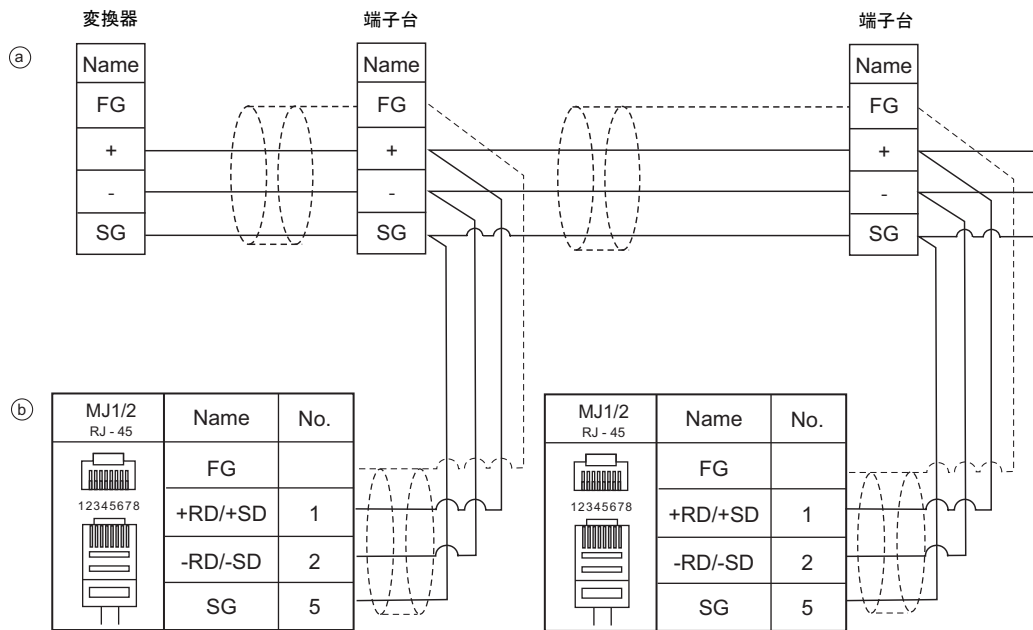 変換器 端子台 端子台
ⓐ
Name Name Name
FG FG FG
+ + +
- - -
SG SG SG
ⓑ
MJ1/2 Name No. MJ1/2 Name No.
RJ - 45 RJ - 45
FG FG
12345678 12345678
+RD/+SD 1 +RD/+SD 1
-RD/-SD 2 -RD/-SD 2
SG 5 SG 5